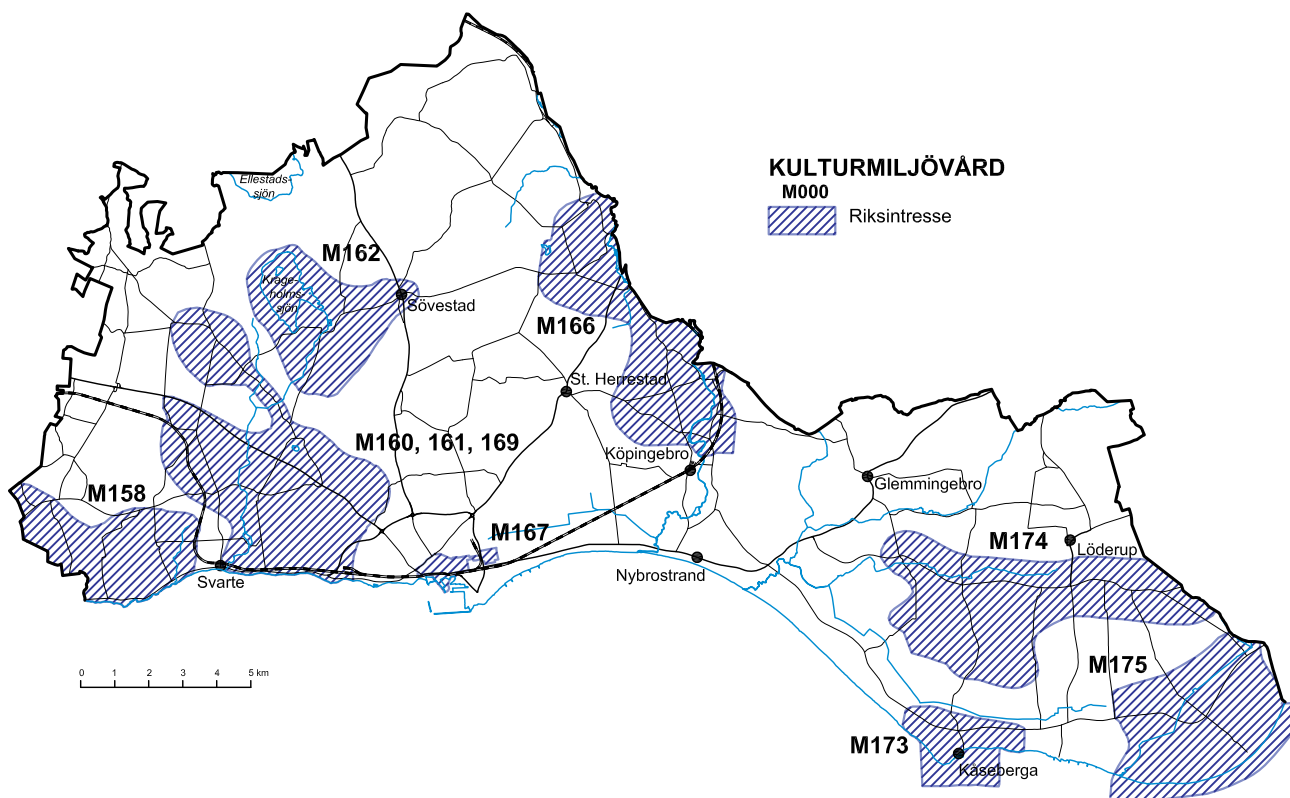 KULTURMILJÖVÅRD
M000
Riksintresse
Ellestads-
sjön
M162
Krage-
holms-
sjön
Sövestad
M166
St. Herrestad
M160, 161, 169
Köpingebro
Glemmingebro
M158
M167
M174
Löderup
Svarte
Nybrostrand
M175
0 1 2 3 4 5 km
M173
Kåseberga